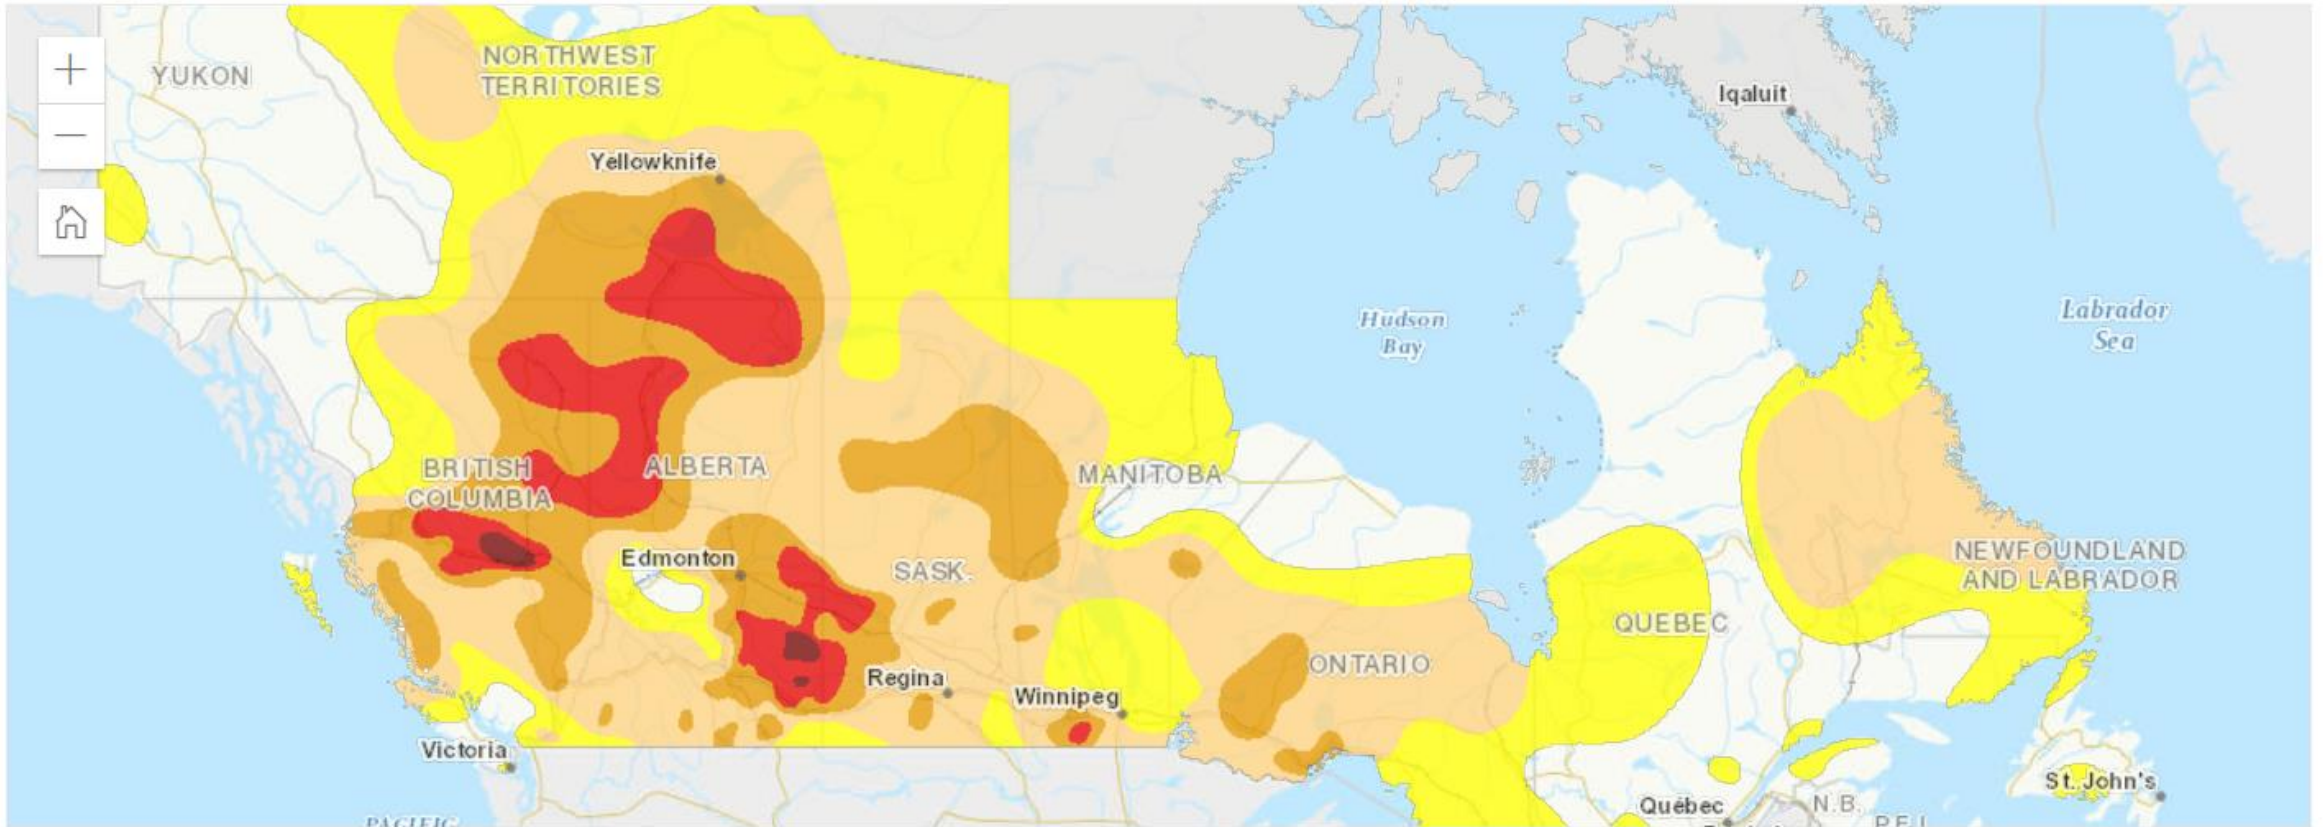 NORTHWEST
TERRITORIES
YUKON
Iqaluit
Yellowknife
Hudson
Bay
Labrador
Sea
BRITISH
COLUMBIA
ALBERTA
MANITOBA
Edmonton
SASK.
NEWFOUNDLAND
AND LABRADOR
QUEBEC
ONTARIO
Regina
Winnipeg
Victoria
St. John's
Québec
N.B.
P.E.I.
PACIFIC